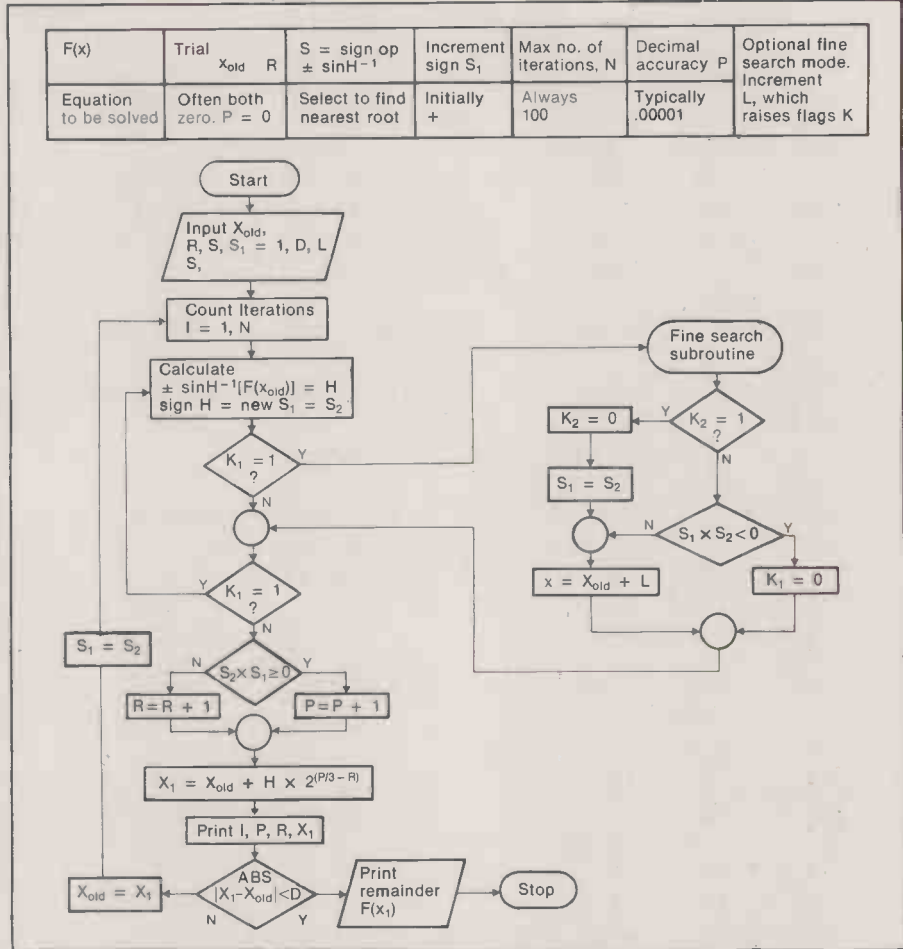 F(x)
Trial
x_old R
S = sign op
± sinH⁻¹
Increment
sign S₁
Max no. of
iterations, N
Decimal
accuracy P
Optional fine
search mode.
Increment
L, which
raises flags K
Equation
to be solved
Often both
zero. P = 0
Select to find
nearest root
Initially
+
Always
100
Typically
.00001
Start
Input X_old,
R, S, S₁ = 1, D, L
S,
Count Iterations
I = 1, N
Calculate
± sinH⁻¹[F(x_old)] = H
sign H = new S₁ = S₂
K₁ = 1
?
Y
N
Fine search
subroutine
K₂ = 1
?
Y
N
K₂ = 0
S₁ = S₂
S₁ × S₂<0
N
Y
x = X_old + L
K₁ = 0
K₁ = 1
?
Y
N
S₁ = S₂
S₂×S₁≥0
N
Y
R=R + 1
P=P + 1
X₁ = X_old + H × 2^(P/3 – R)
Print I, P, R, X₁
ABS
|X₁-X_old|<D
N
Y
X_old = X₁
Print
remainder
F(x₁)
Stop